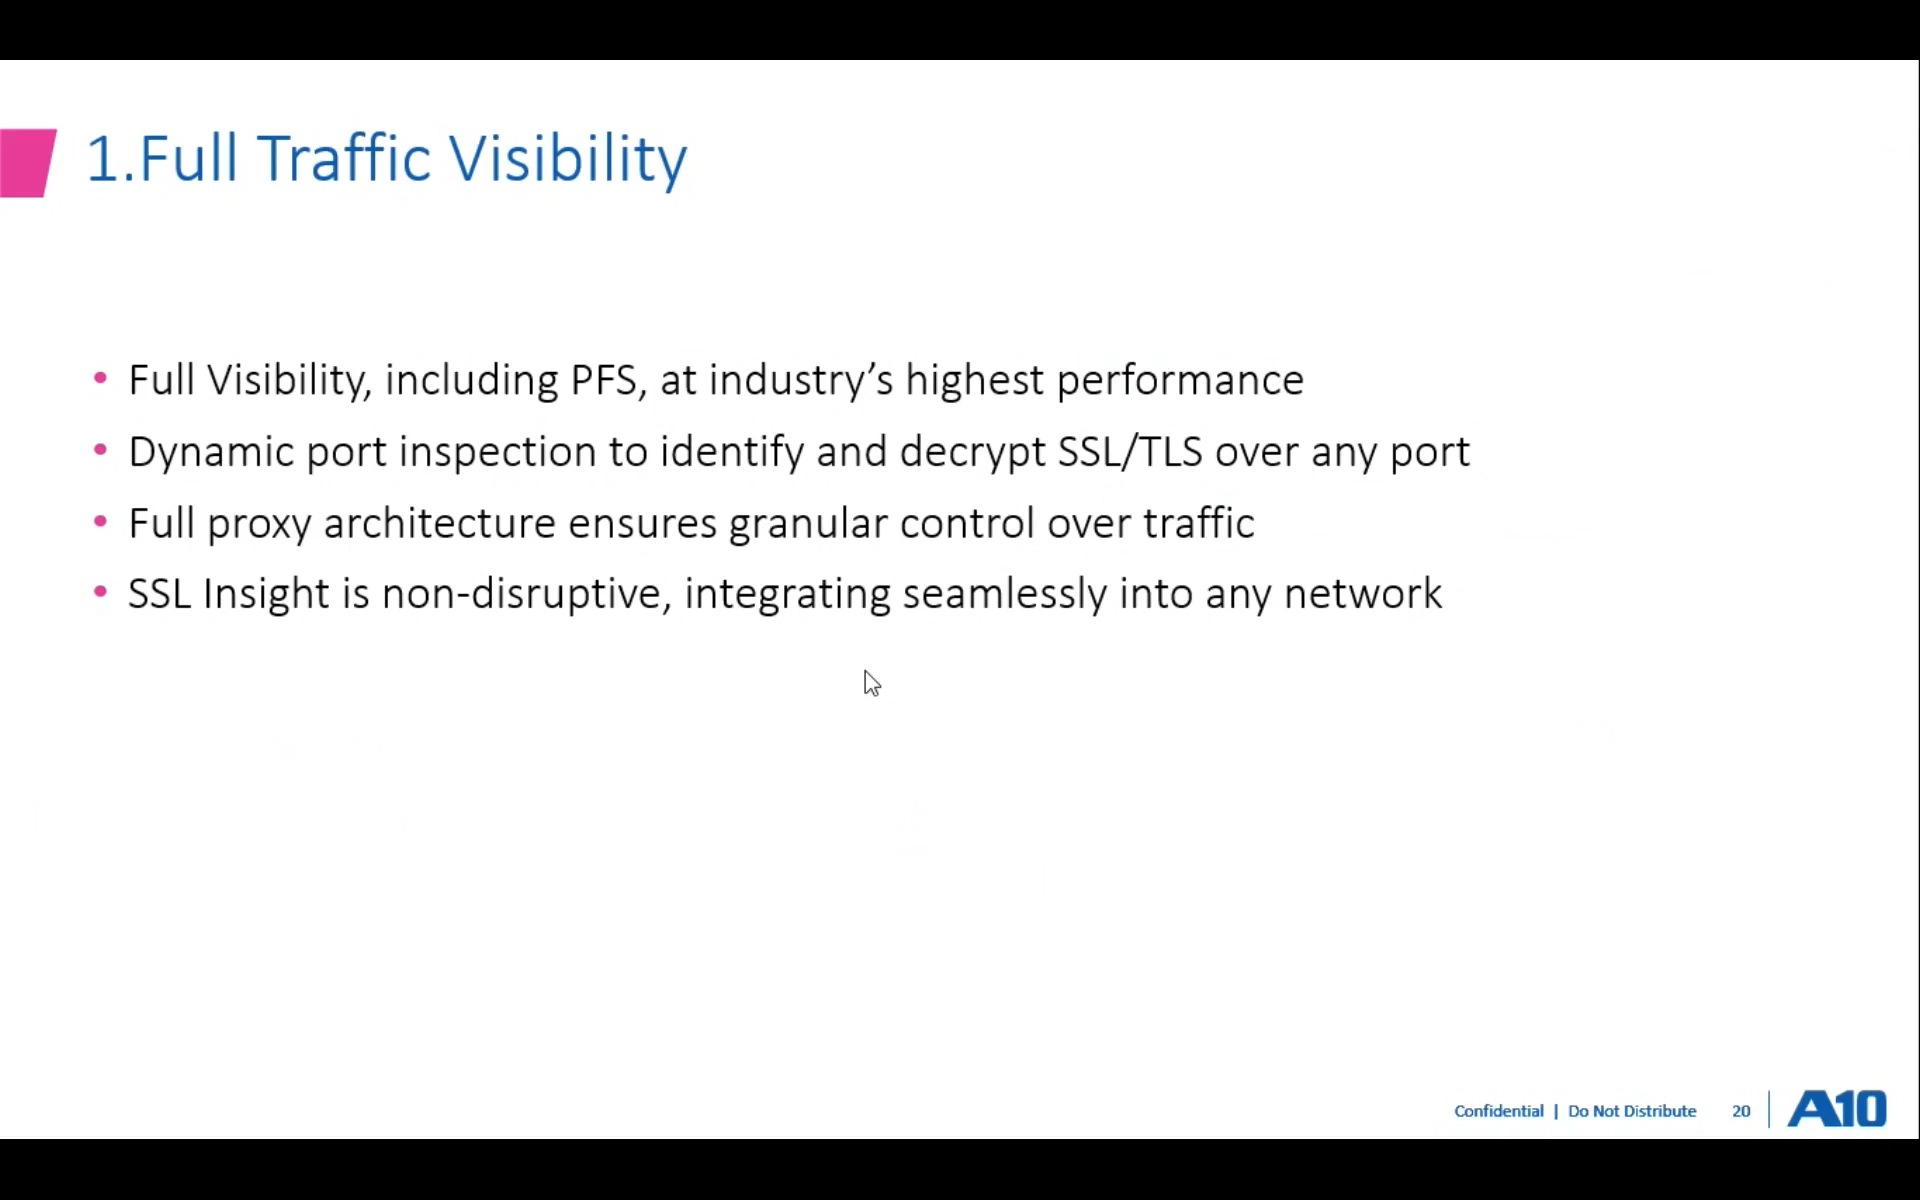 1.Full Traffic Visibility
• Full Visibility, including PFS, at industry’s highest performance
• Dynamic port inspection to identify and decrypt SSL/TLS over any port
• Full proxy architecture ensures granular control over traffic
• SSL Insight is non-disruptive, integrating seamlessly into any network
Confidential | Do Not Distribute 20 | A10